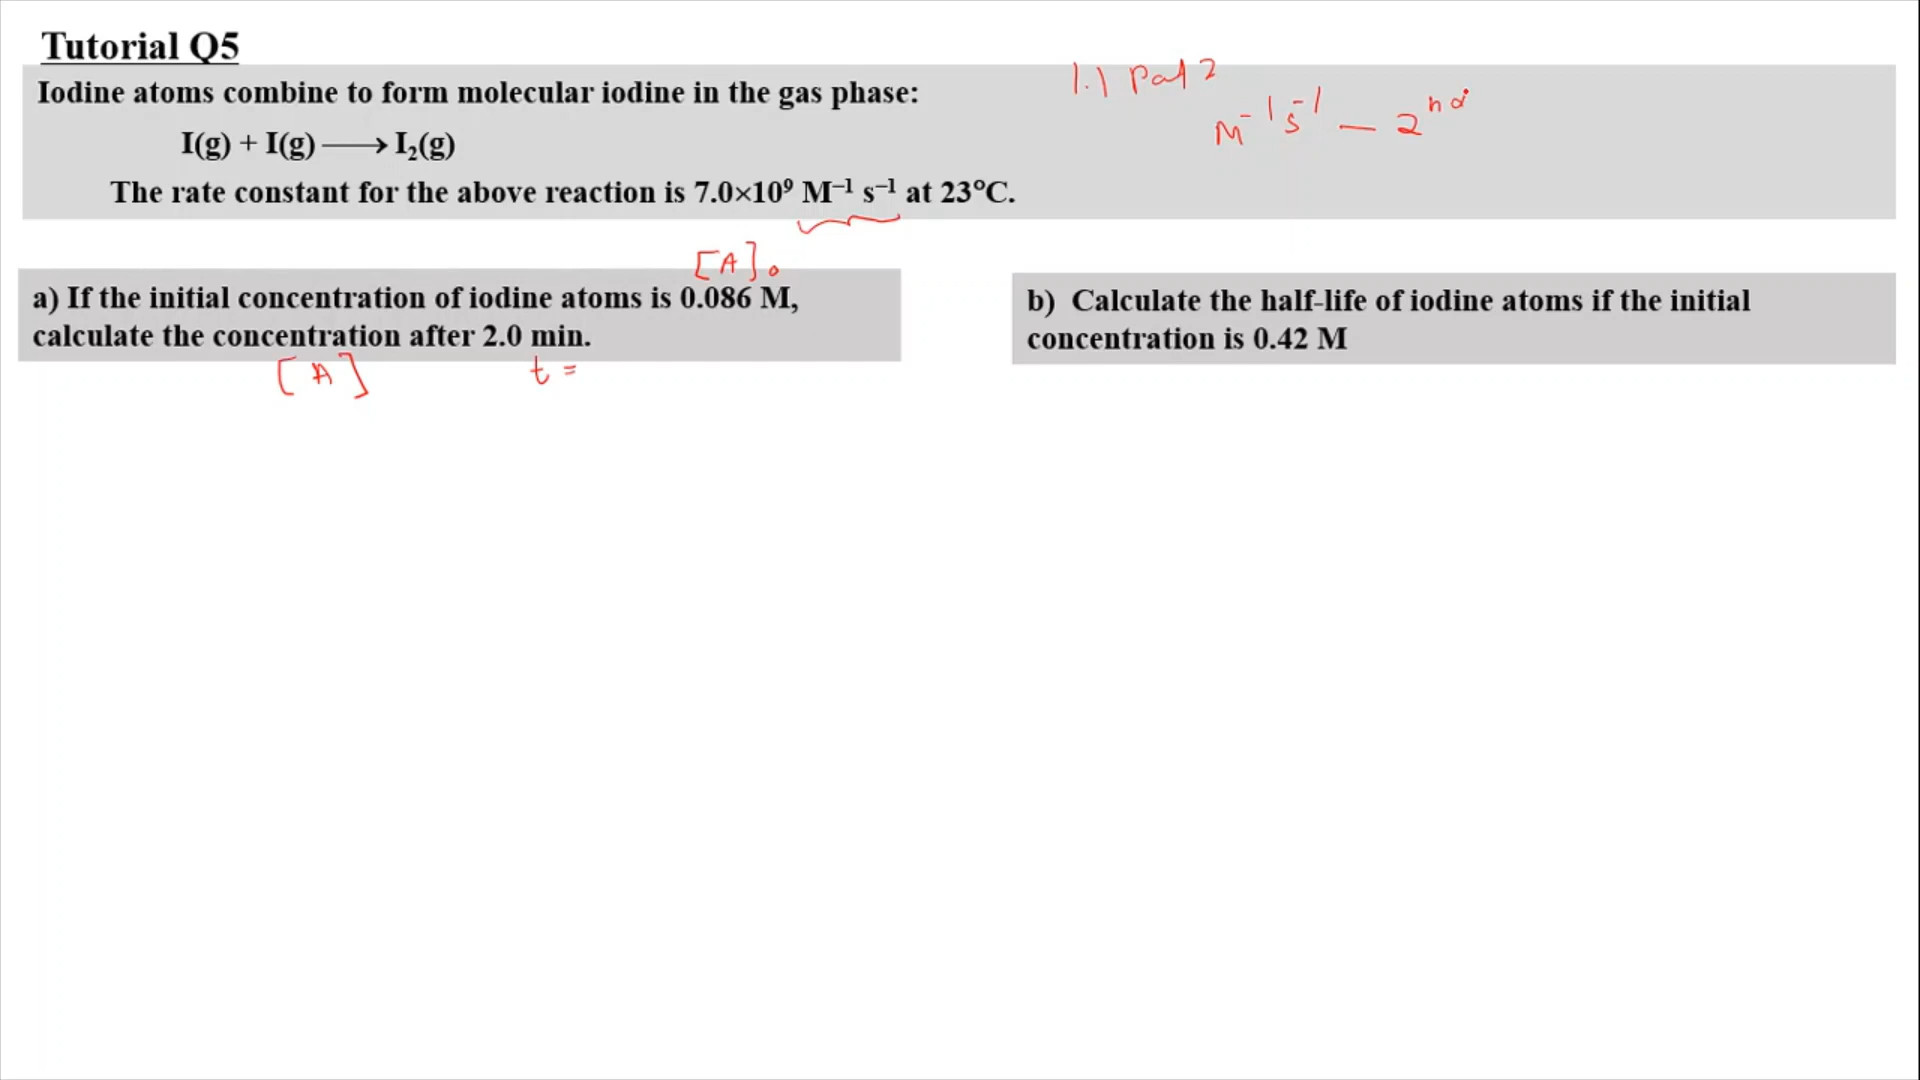 Tutorial Q5
1.1 Part 2
Iodine atoms combine to form molecular iodine in the gas phase:
M⁻¹ s⁻¹ — 2ⁿᵈ
I(g) + I(g) ⟶ I₂(g)
The rate constant for the above reaction is 7.0×10⁹ M⁻¹ s⁻¹ at 23°C.
[A]₀
a) If the initial concentration of iodine atoms is 0.086 M,
calculate the concentration after 2.0 min.
[A] t =
b) Calculate the half-life of iodine atoms if the initial
concentration is 0.42 M